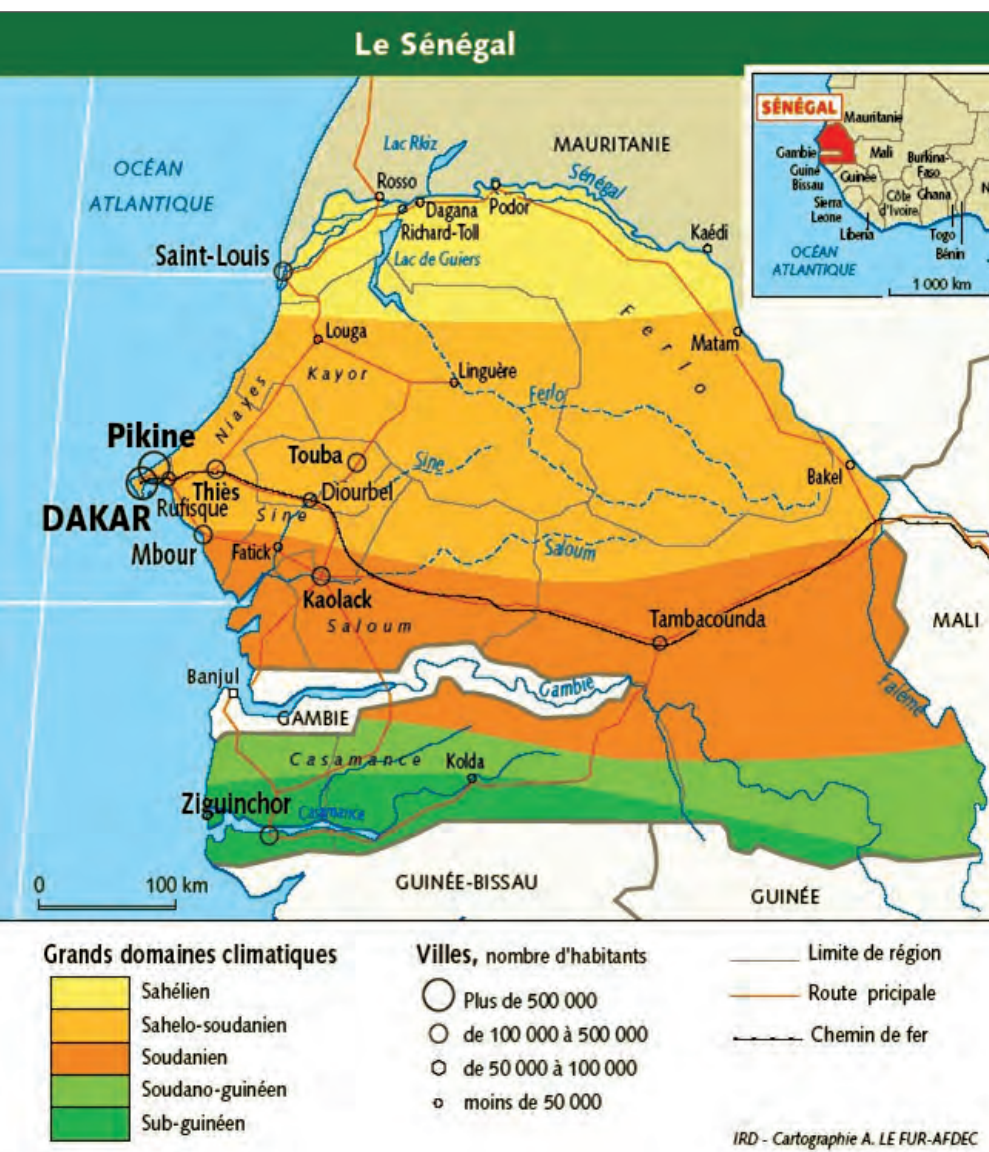 Le Sénégal
SÉNÉGAL
Mauritanie
Gambie
Mali
Burkina-
Faso
Guiné
Bissau
Guinée
N
Sierra
Leone
Côte
d'Ivoire
Ghana
Liberia
Togo
Bénin
OCÉAN
ATLANTIQUE
1 000 km
OCÉAN
ATLANTIQUE
Lac Rkiz
MAURITANIE
Sénégal
Rosso
Dagana
Podor
Richard-Toll
Kaédi
Saint-Louis
Lac de Guiers
Ferlo
Louga
Matam
Kayor
Linguère
Niayes
Ferlo
Pikine
Touba
Sine
Bakel
Thiès
Diourbel
DAKAR
Rufisque
Sine
Mbour
Fatick
Saloum
Kaolack
Tambacounda
Saloum
MALI
Banjul
Gambie
Falémé
GAMBIE
Casamance
Kolda
Ziguinchor
Casamance
0
100 km
GUINÉE-BISSAU
GUINÉE
Grands domaines climatiques
Sahélien
Sahelo-soudanien
Soudanien
Soudano-guinéen
Sub-guinéen
Villes, nombre d'habitants
Plus de 500 000
de 100 000 à 500 000
de 50 000 à 100 000
moins de 50 000
Limite de région
Route pricipale
Chemin de fer
IRD - Cartographie A. LE FUR-AFDEC